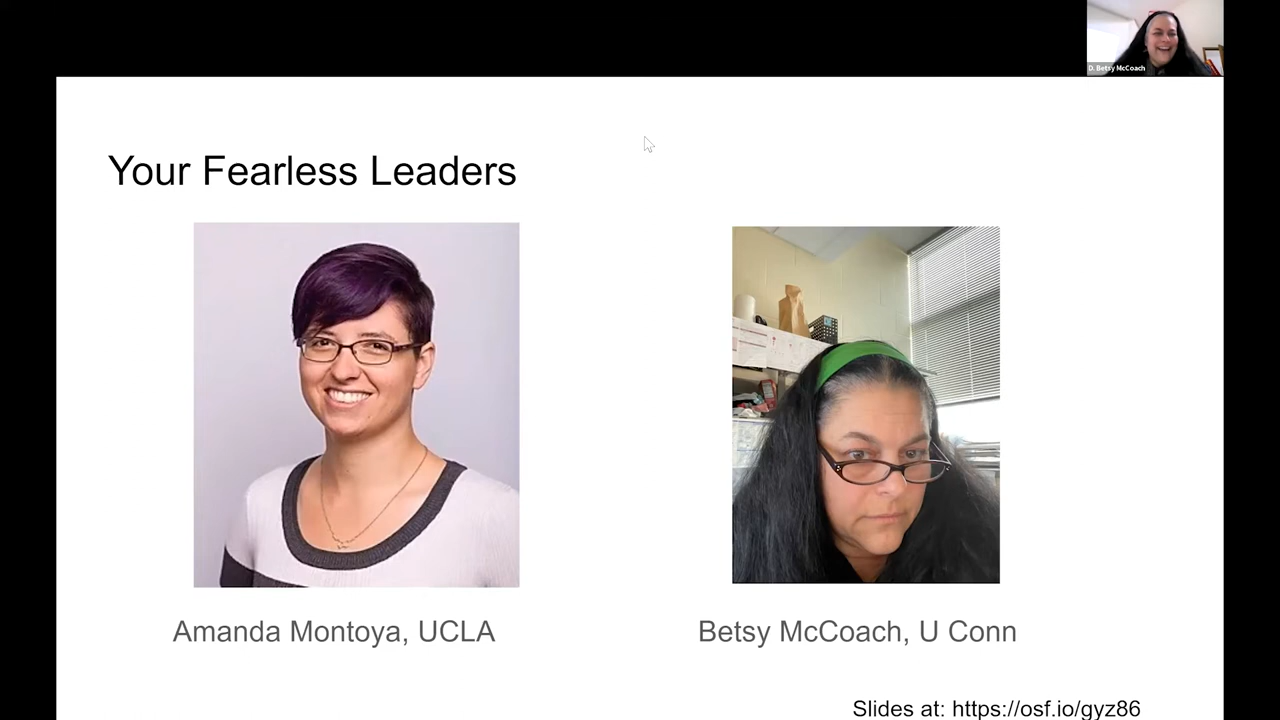 D. Betsy McCoach
Your Fearless Leaders
Amanda Montoya, UCLA
Betsy McCoach, U Conn
Slides at: https://osf.io/gyz86